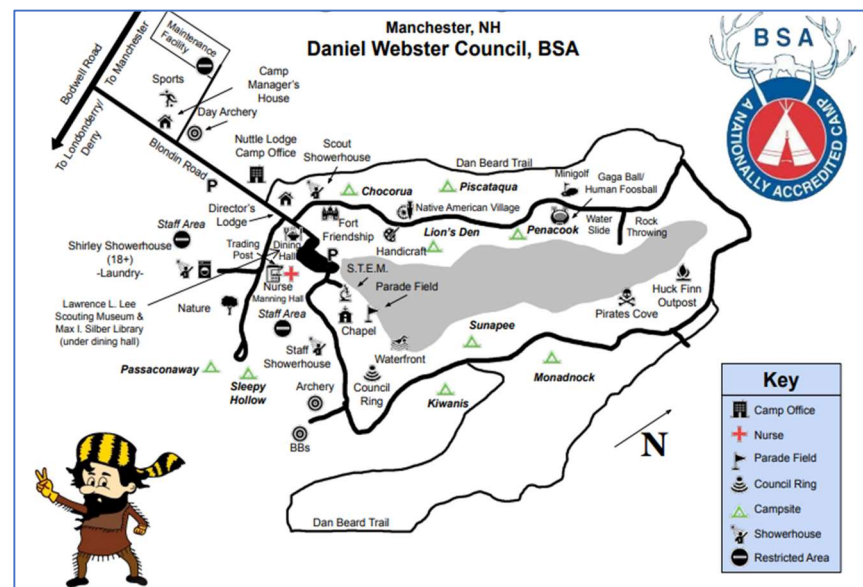 Manchester, NH
Daniel Webster Council, BSA
BSA
A NATIONALLY ACCREDITED CAMP
Bodwell Road
To Manchester
To Londonderry/
Derry
Maintenance
Facility
Sports
Camp
Manager's
House
Day Archery
Blondin Road
P
Nuttle Lodge
Camp Office
Scout
Showerhouse
Dan Beard Trail
Chocorua
Piscataqua
Minigolf
Gaga Ball/
Human Foosball
Director's
Lodge
Fort
Friendship
Native American Village
Handicraft
Lion's Den
Penacook
Water
Slide
Rock
Throwing
Staff Area
Shirley Showerhouse
(18+)
-Laundry-
Trading
Post
Dining
Hall
P
Nurse
Manning Hall
S.T.E.M.
Parade Field
Huck Finn
Outpost
Pirates Cove
Lawrence L. Lee
Scouting Museum &
Max I. Silber Library
(under dining hall)
Nature
Staff Area
Chapel
Staff
Showerhouse
Waterfront
Sunapee
Monadnock
Passaconaway
Sleepy
Hollow
Archery
Council
Ring
Kiwanis
BBs
N
Dan Beard Trail
Key
Camp Office
Nurse
Parade Field
Council Ring
Campsite
Showerhouse
Restricted Area